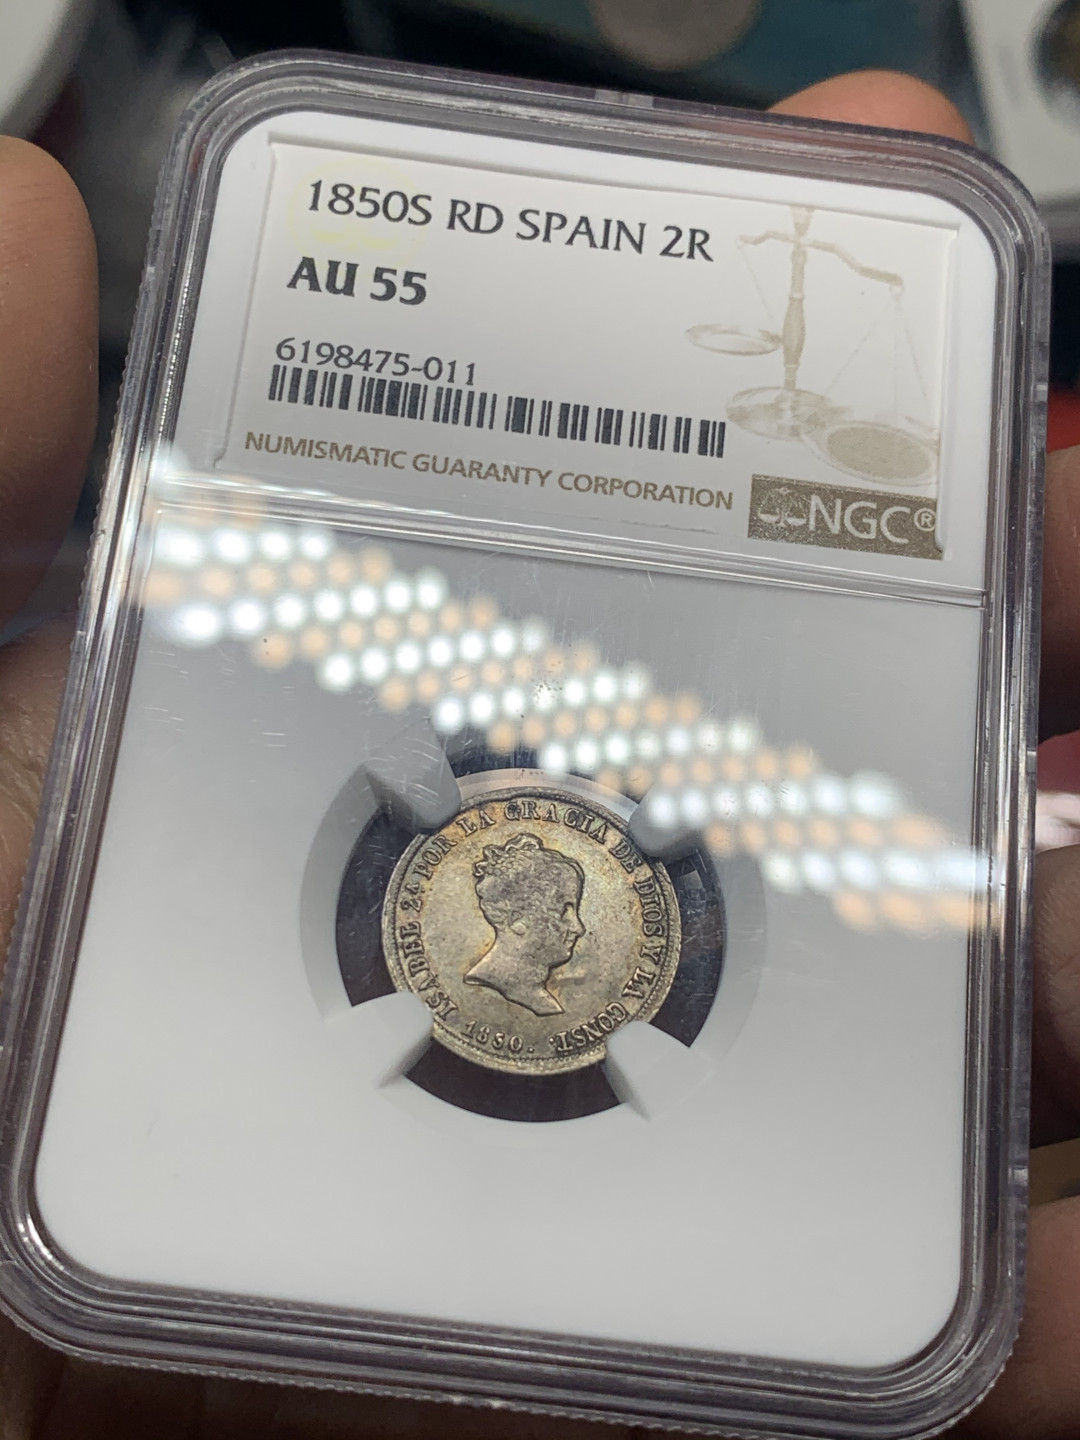 1850S RD SPAIN 2R
AU 55
6198475-011
NUMISMATIC GUARANTY CORPORATION
NGC®
ISABEL 2A POR LA GRACIA DE DIOS Y LA CONST:
1850.